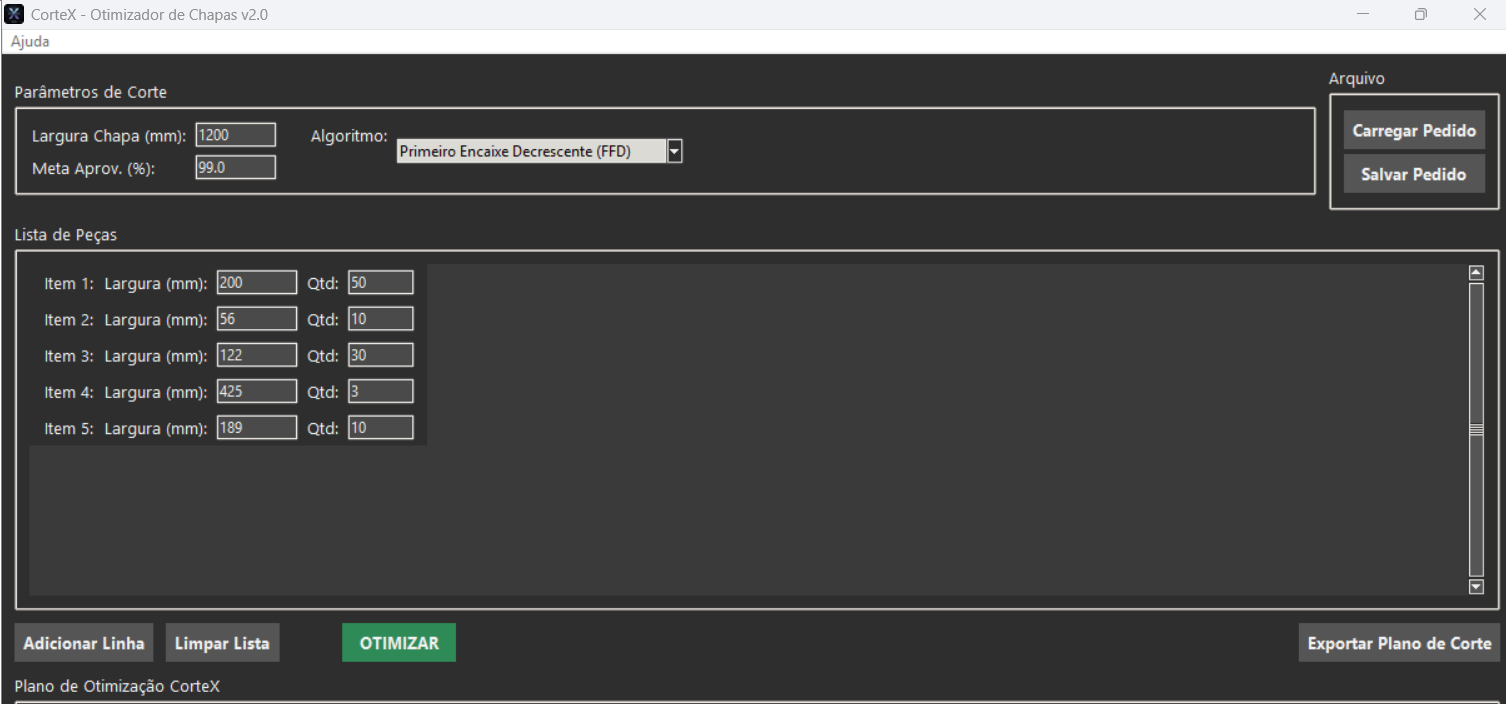 CorteX - Otimizador de Chapas v2.0
Ajuda
Parâmetros de Corte
Arquivo
Largura Chapa (mm): 1200 Algoritmo: Primeiro Encaixe Decrescente (FFD)
Meta Aprov. (%): 99.0
Carregar Pedido
Salvar Pedido
Lista de Peças
Item 1: Largura (mm): 200 Qtd: 50
Item 2: Largura (mm): 56 Qtd: 10
Item 3: Largura (mm): 122 Qtd: 30
Item 4: Largura (mm): 425 Qtd: 3
Item 5: Largura (mm): 189 Qtd: 10
Adicionar Linha Limpar Lista OTIMIZAR Exportar Plano de Corte
Plano de Otimização CorteX